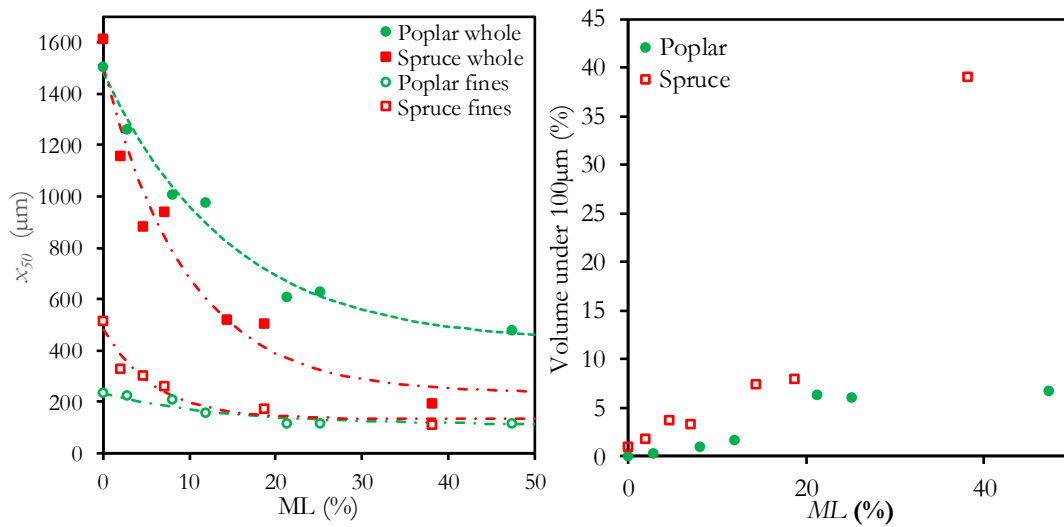 1600
1400
1200
1000
800
600
400
200
0
x50 (μm)
Poplar whole
Spruce whole
Poplar fines
Spruce fines
0 10 20 30 40 50
ML (%)
45
40
35
30
25
20
15
10
5
0
Volume under 100μm (%)
Poplar
Spruce
0 20 40
ML (%)